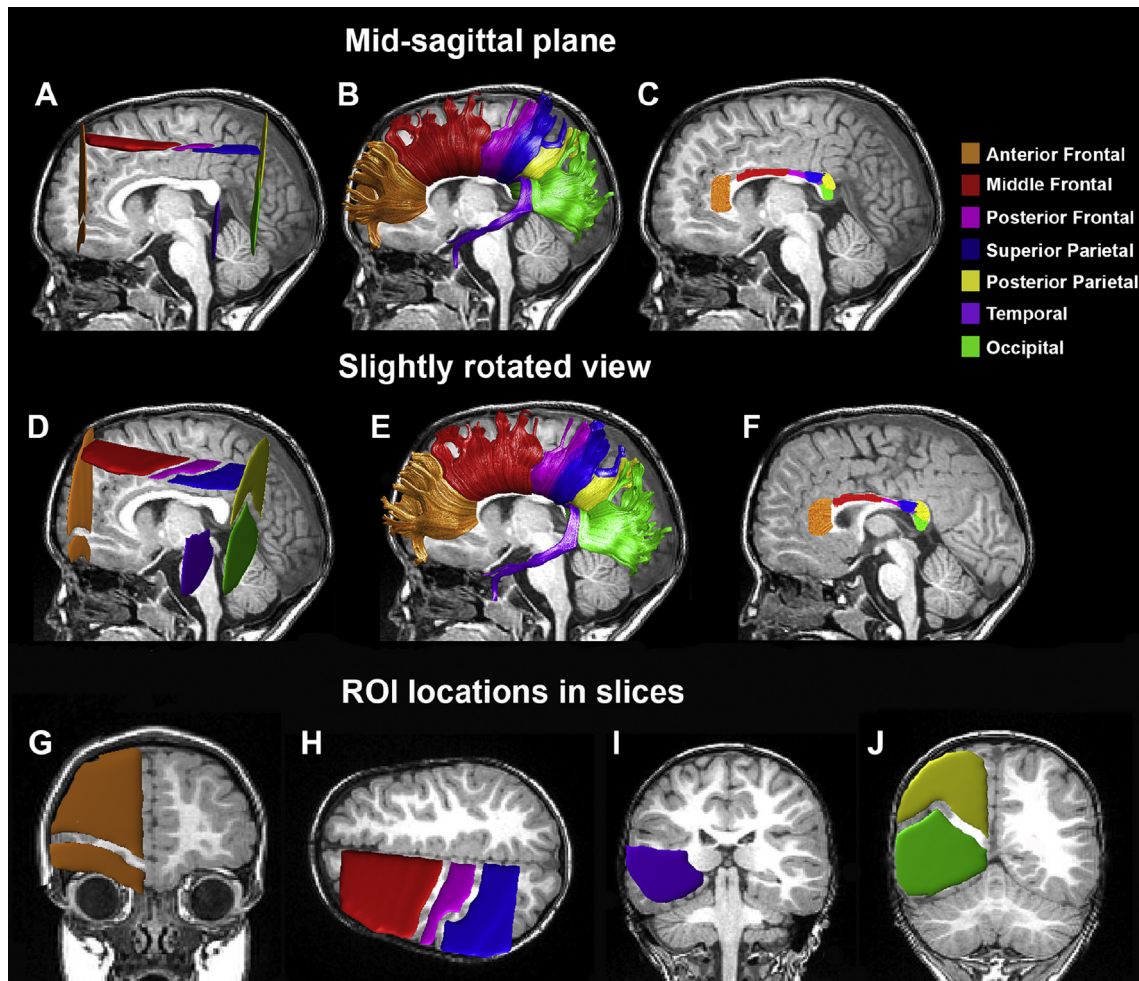 Mid-sagittal plane
A
B
C
Anterior Frontal
Middle Frontal
Posterior Frontal
Superior Parietal
Posterior Parietal
Temporal
Occipital
Slightly rotated view
D
E
F
ROI locations in slices
G
H
I
J